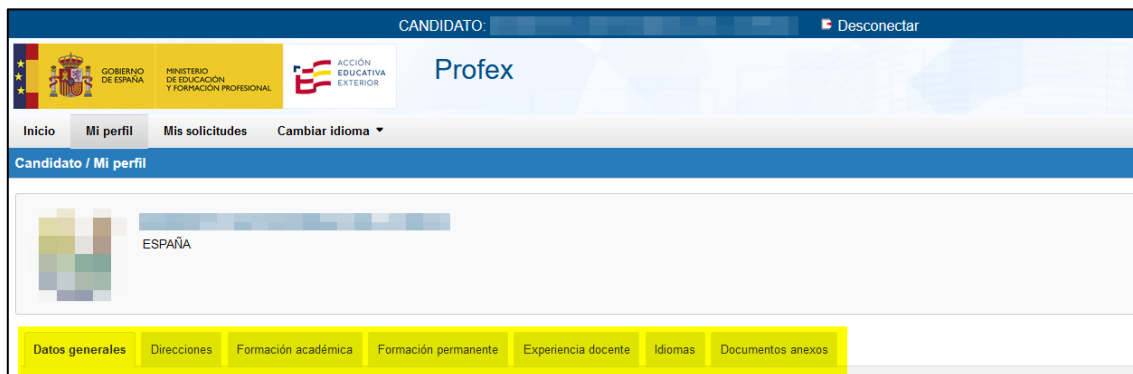 CANDIDATO: Desconectar
GOBIERNO DE ESPAÑA
MINISTERIO DE EDUCACIÓN Y FORMACIÓN PROFESIONAL
ACCIÓN EDUCATIVA EXTERIOR
Profex
Inicio Mi perfil Mis solicitudes Cambiar idioma
Candidato / Mi perfil
ESPAÑA
Datos generales Direcciones Formación académica Formación permanente Experiencia docente Idiomas Documentos anexos